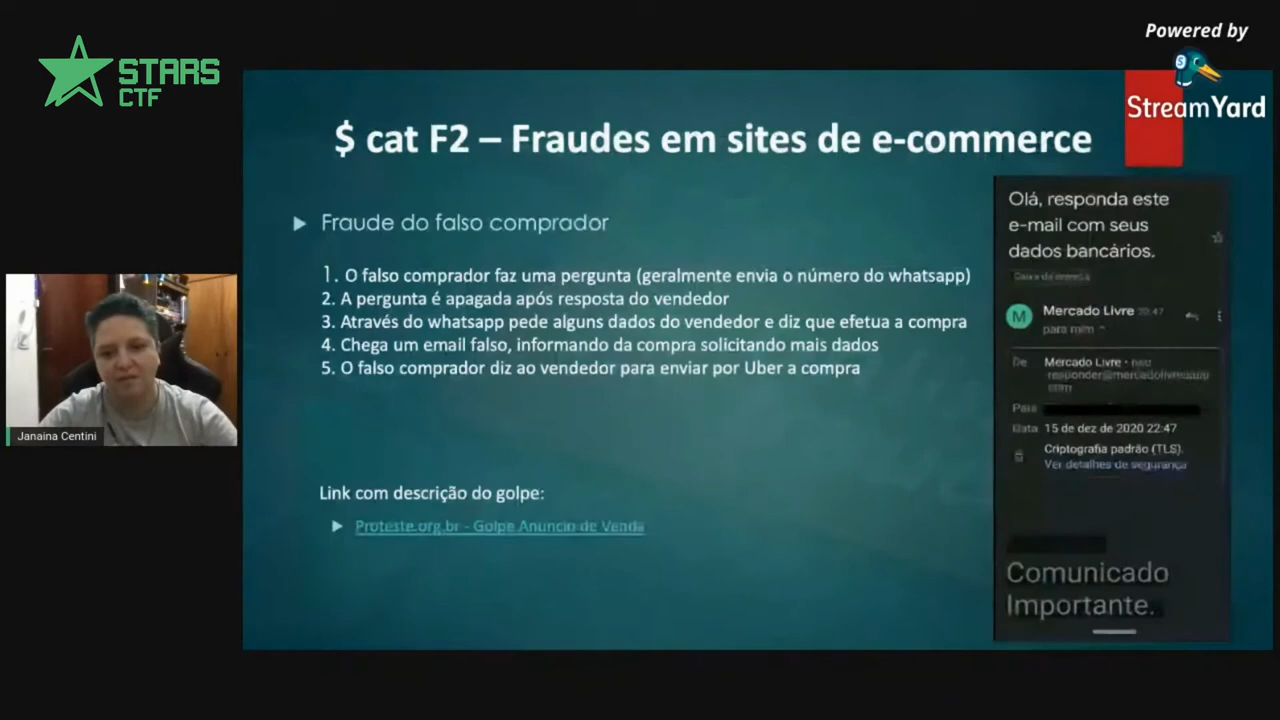 Powered by
STARS
CTF
StreamYard
$ cat F2 – Fraudes em sites de e-commerce
Fraude do falso comprador
1. O falso comprador faz uma pergunta (geralmente envia o número do whatsapp)
2. A pergunta é apagada após resposta do vendedor
3. Através do whatsapp pede alguns dados do vendedor e diz que efetua a compra
4. Chega um email falso, informando da compra solicitando mais dados
5. O falso comprador diz ao vendedor para enviar por Uber a compra
Link com descrição do golpe:
Proteste.org.br - Golpe Anuncio de Venda
Olá, responda este
e-mail com seus
dados bancários.
Caixa de entrada
M
Mercado Livre 22:47
para mim
De
Mercado Livre •
Para
Data 15 de dez de 2020 22:47
Criptografia padrão (TLS).
Ver detalhes de segurança
Comunicado
Importante.
Janaina Centini